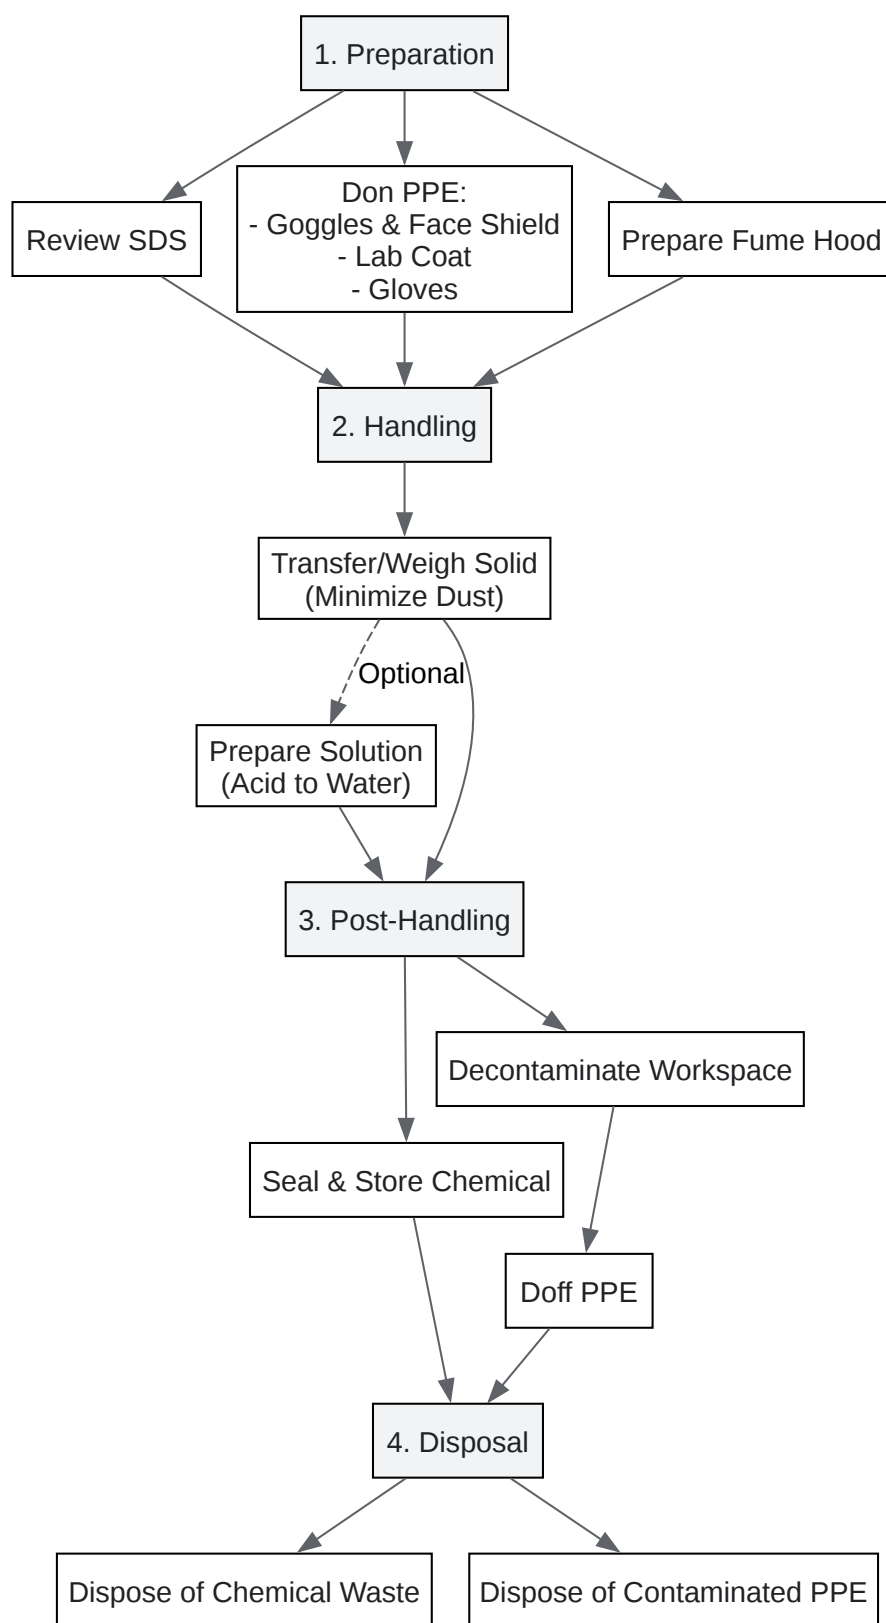 1. Preparation
Review SDS
Don PPE:
- Goggles & Face Shield
- Lab Coat
- Gloves
Prepare Fume Hood
2. Handling
Transfer/Weigh Solid
(Minimize Dust)
Optional
Prepare Solution
(Acid to Water)
3. Post-Handling
Decontaminate Workspace
Seal & Store Chemical
Doff PPE
4. Disposal
Dispose of Chemical Waste
Dispose of Contaminated PPE